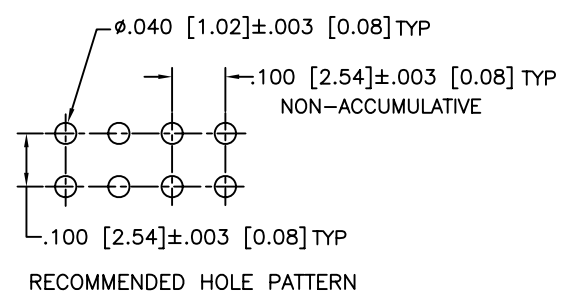 ø.040 [1.02]±.003 [0.08] TYP
.100 [2.54]±.003 [0.08] TYP
NON-ACCUMULATIVE
.100 [2.54]±.003 [0.08] TYP
RECOMMENDED HOLE PATTERN